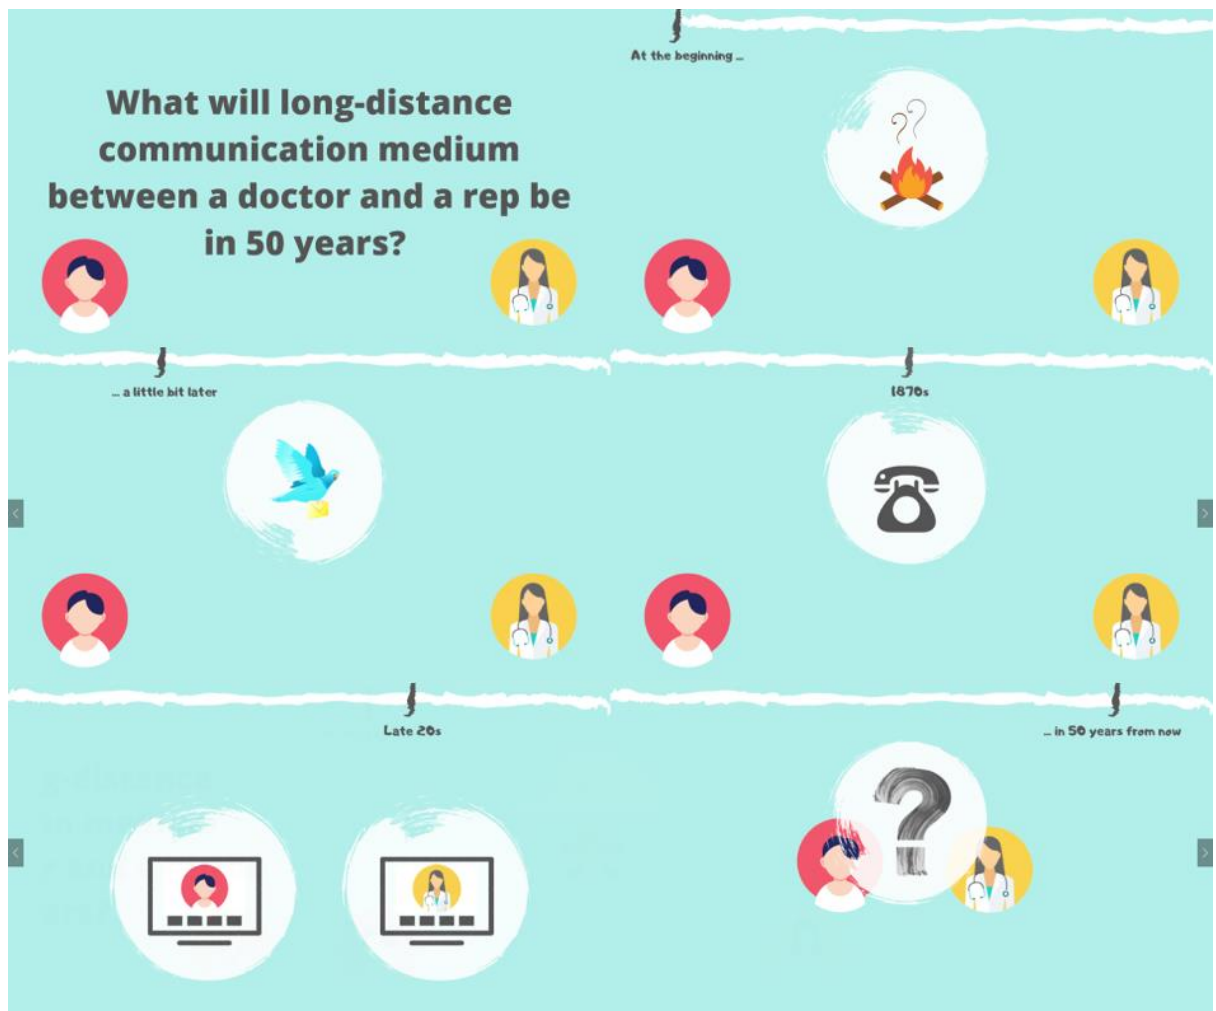 What will long-distance
communication medium
between a doctor and a rep be
in 50 years?
At the beginning ...
... a little bit later
1870s
Late 20s
... in 50 years from now